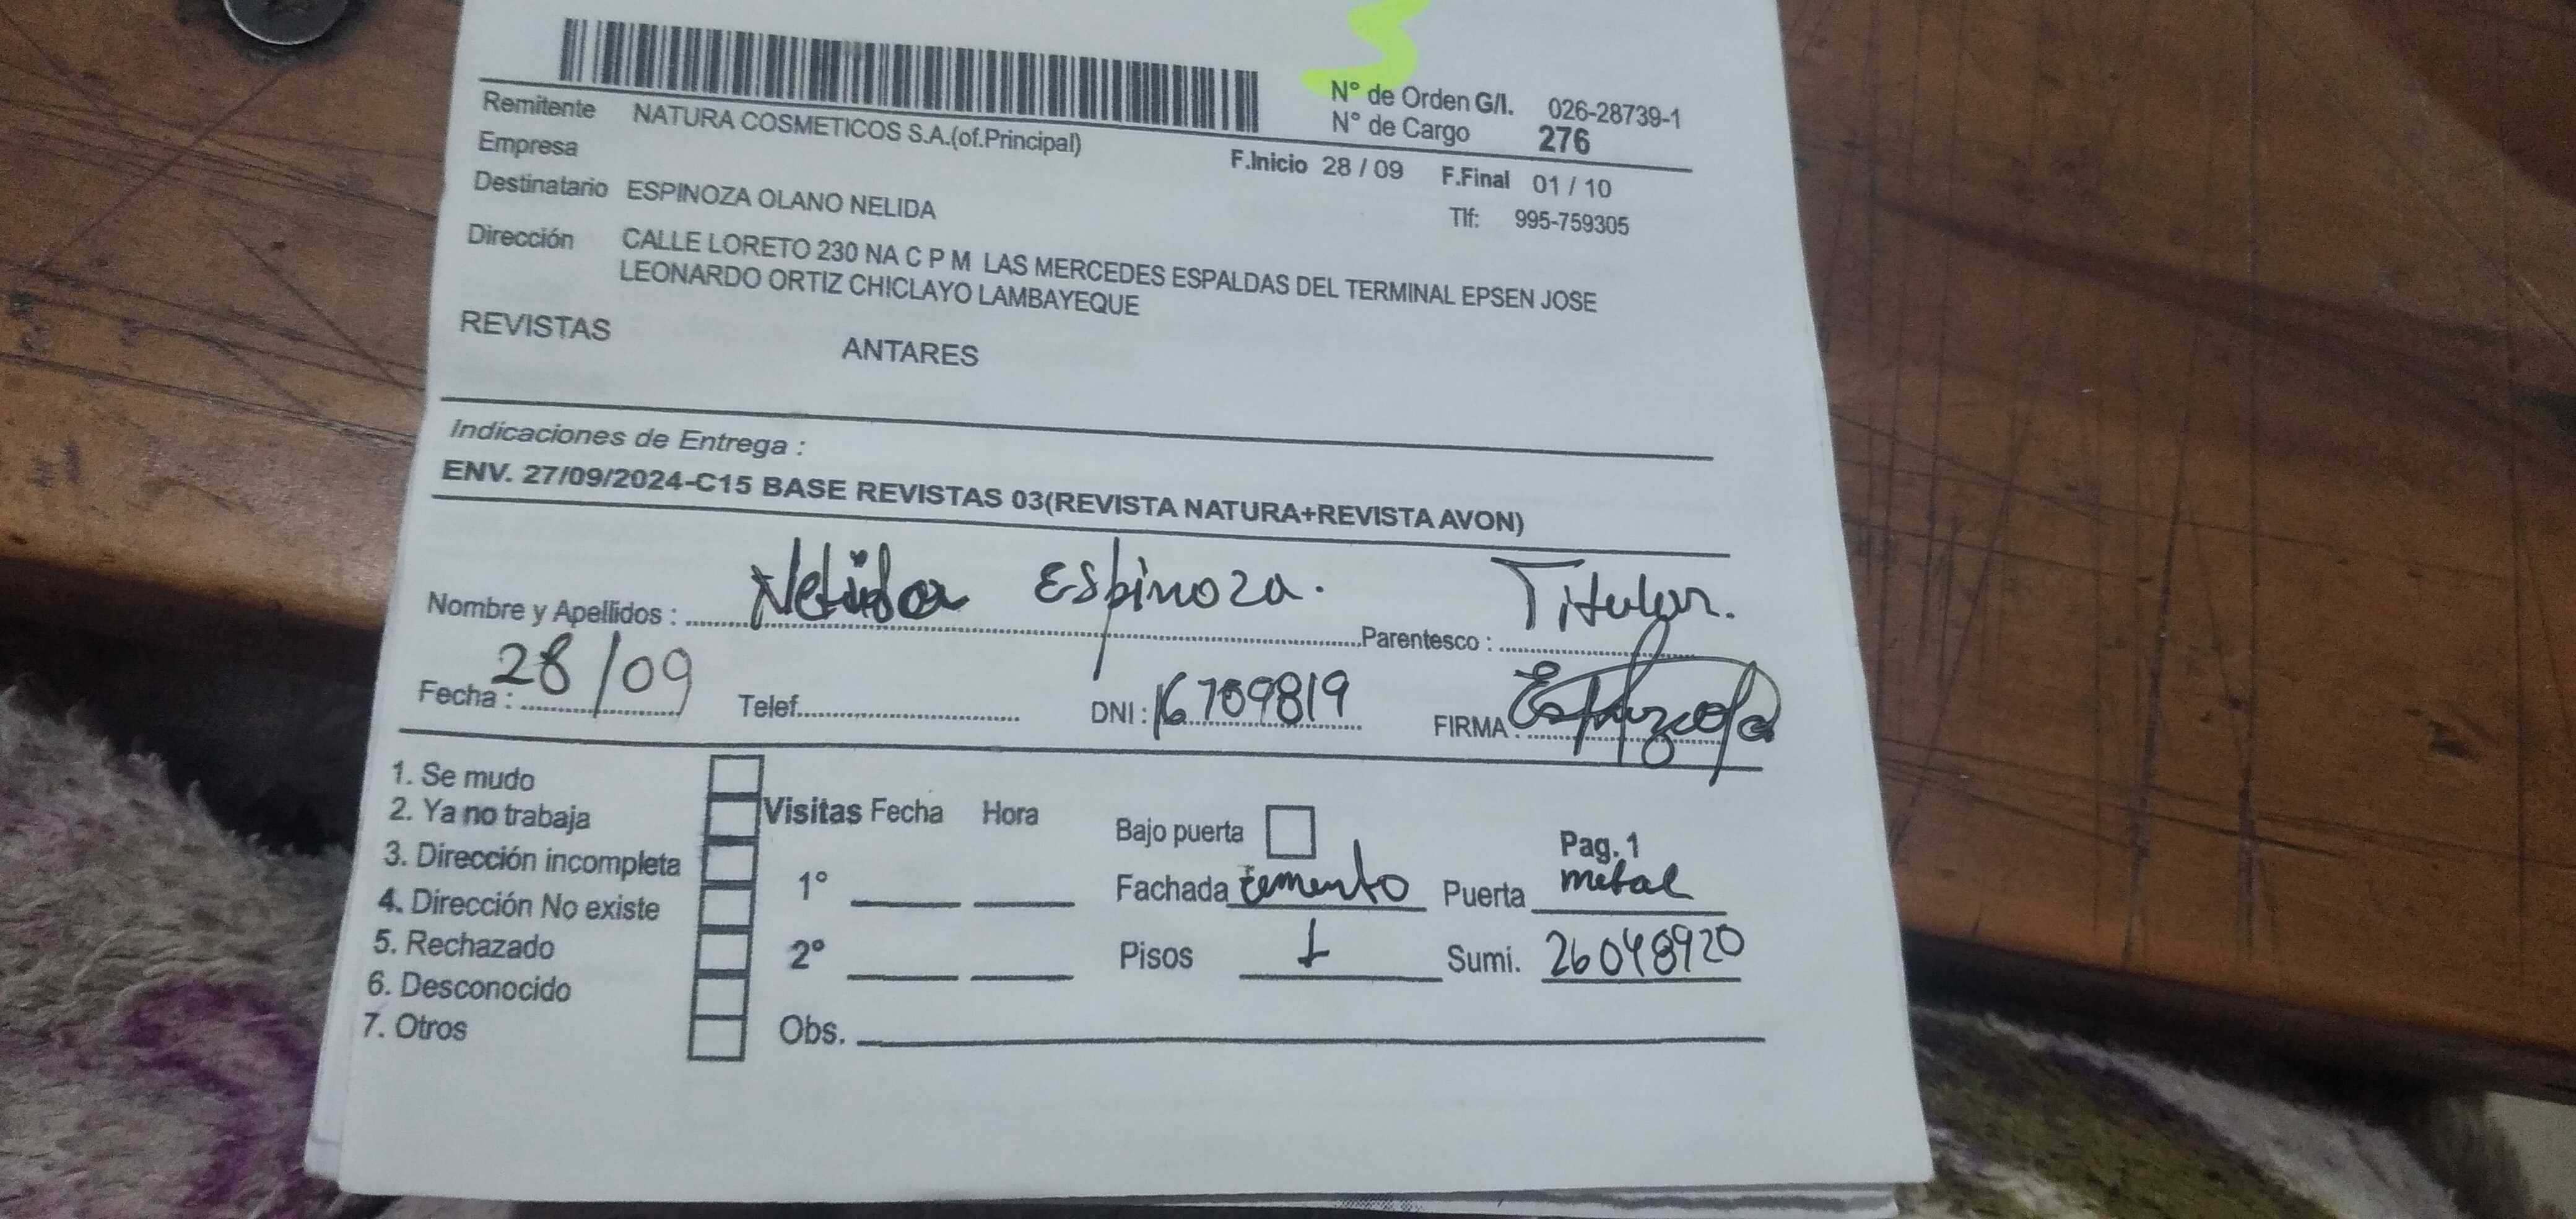 N° de Orden G/I. 026-28739-1
N° de Cargo 276
Remitente NATURA COSMETICOS S.A.(of.Principal)
Empresa
F.Inicio 28 / 09 F.Final 01 / 10
Destinatario ESPINOZA OLANO NELIDA
Tlf: 995-759305
Dirección CALLE LORETO 230 NA C P M LAS MERCEDES ESPALDAS DEL TERMINAL EPSEN JOSE
LEONARDO ORTIZ CHICLAYO LAMBAYEQUE
REVISTAS ANTARES
Indicaciones de Entrega :
ENV. 27/09/2024-C15 BASE REVISTAS 03(REVISTA NATURA+REVISTA AVON)
Nombre y Apellidos : Nelida Espinoza. Parentesco : Titular.
Fecha : 28/09 Telef. DNI : 16709819 FIRMA :
1. Se mudo
2. Ya no trabaja
3. Dirección incompleta
4. Dirección No existe
5. Rechazado
6. Desconocido
7. Otros
Visitas Fecha Hora
1°
2°
Obs.
Bajo puerta
Pag. 1
Fachada cemento Puerta metal
Pisos 1 Sumi. 26048920